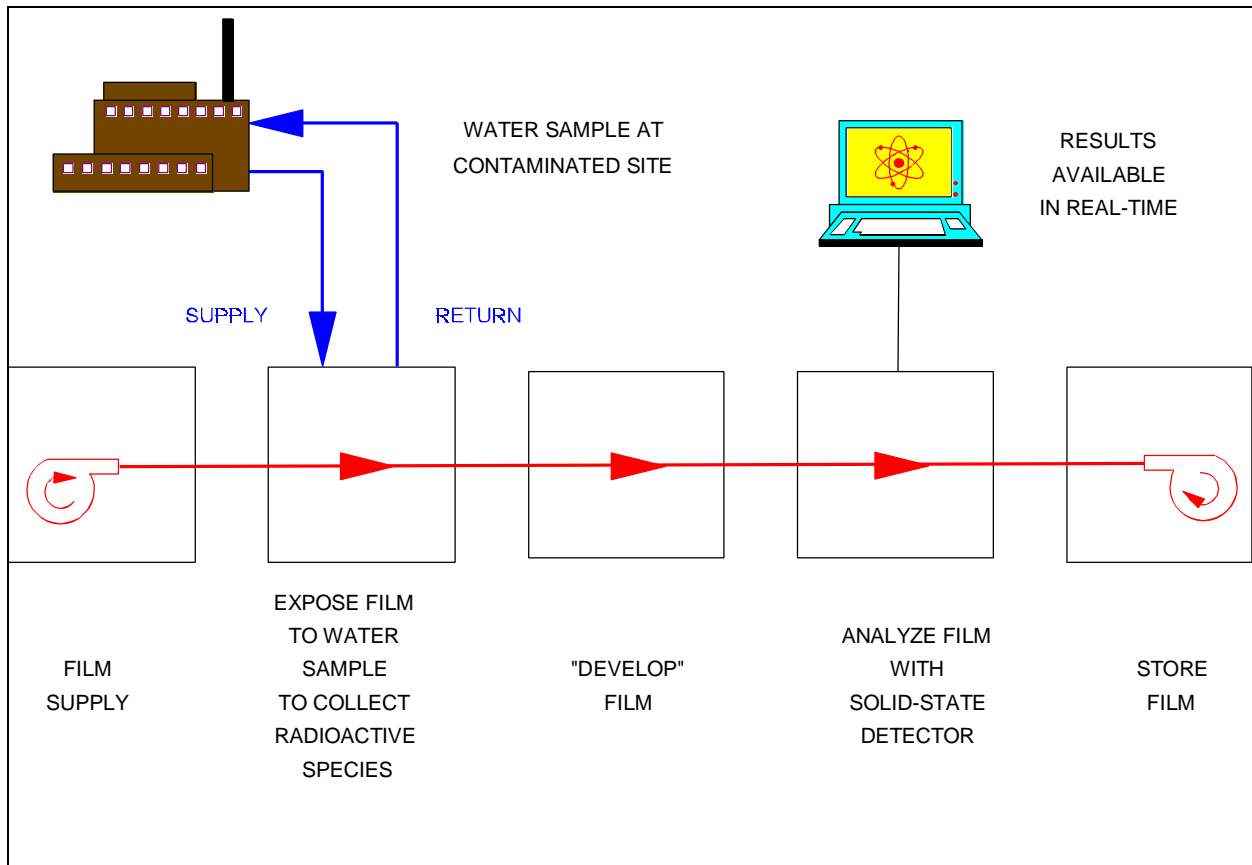 WATER SAMPLE AT
CONTAMINATED SITE
RESULTS
AVAILABLE
IN REAL-TIME
SUPPLY
RETURN
FILM
SUPPLY
EXPOSE FILM
TO WATER
SAMPLE
TO COLLECT
RADIOACTIVE
SPECIES
"DEVELOP"
FILM
ANALYZE FILM
WITH
SOLID-STATE
DETECTOR
STORE
FILM